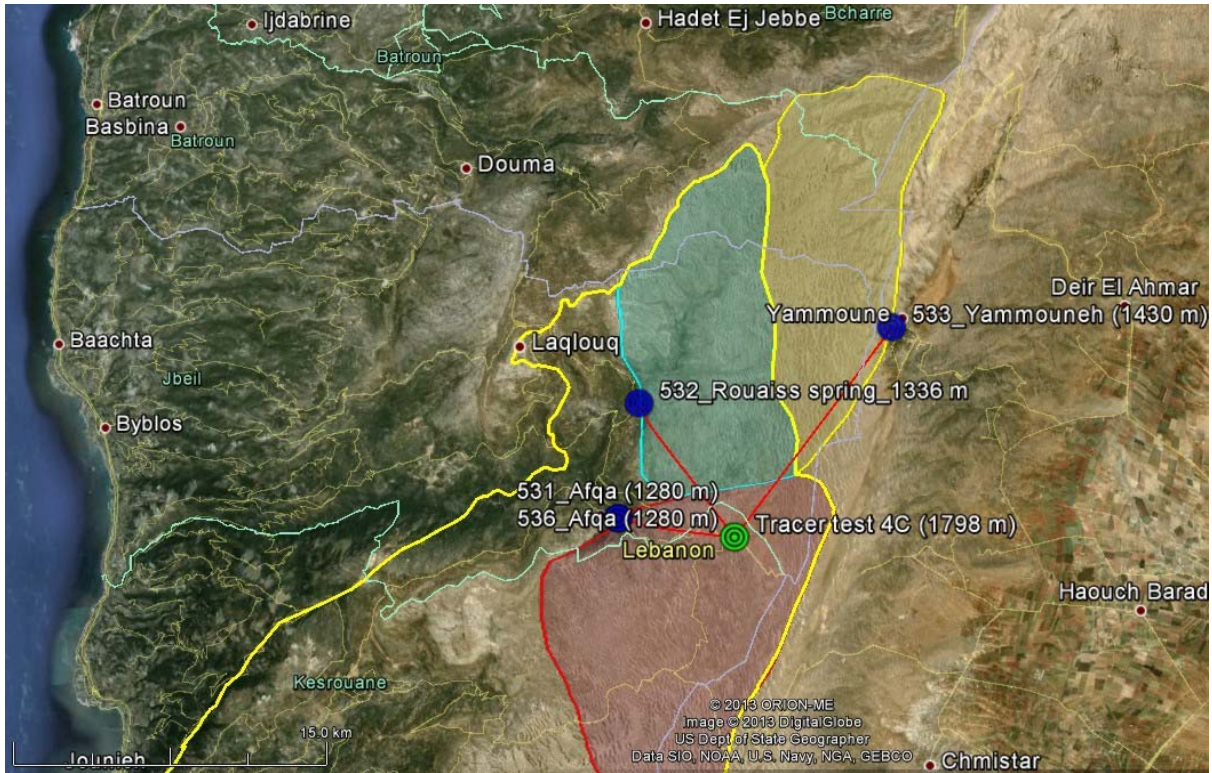 Ijdabrine
Hadet Ej Jebbe
Bcharre
Batroun
Batroun
Basbina
Batroun
Douma
Deir El Ahmar
Yammoune
533_Yammouneh (1430 m)
Baachta
Laqlouq
Jbeil
532_Rouaiss spring_1336 m
Byblos
531_Afqa (1280 m)
536_Afqa (1280 m)
Tracer test 4C (1798 m)
Lebanon
Haouch Barad
Kesrouane
© 2013 ORION-ME
Image © 2013 DigitalGlobe
US Dept of State Geographer
Data SIO, NOAA, U.S. Navy, NGA, GEBCO
15.0 km
Jounieh
Chmistar